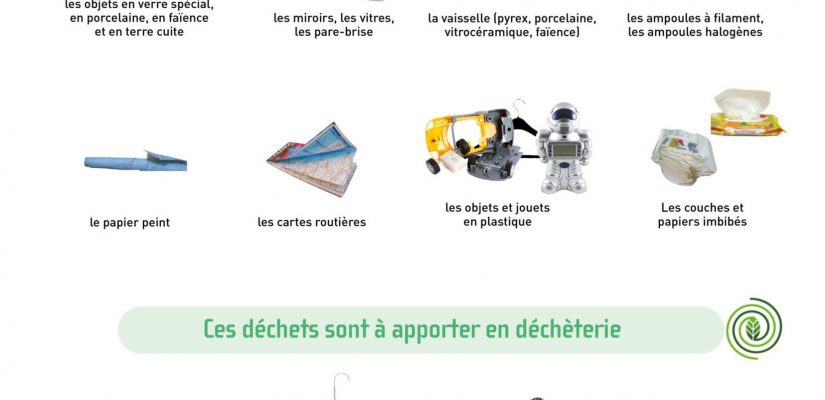 les objets en verre spécial,
en porcelaine, en faïence
et en terre cuite
les miroirs, les vitres,
les pare-brise
la vaisselle (pyrex, porcelaine,
vitrocéramique, faïence)
les ampoules à filament,
les ampoules halogènes
le papier peint
les cartes routières
les objets et jouets
en plastique
Les couches et
papiers imbibés
Ces déchets sont à apporter en déchèterie